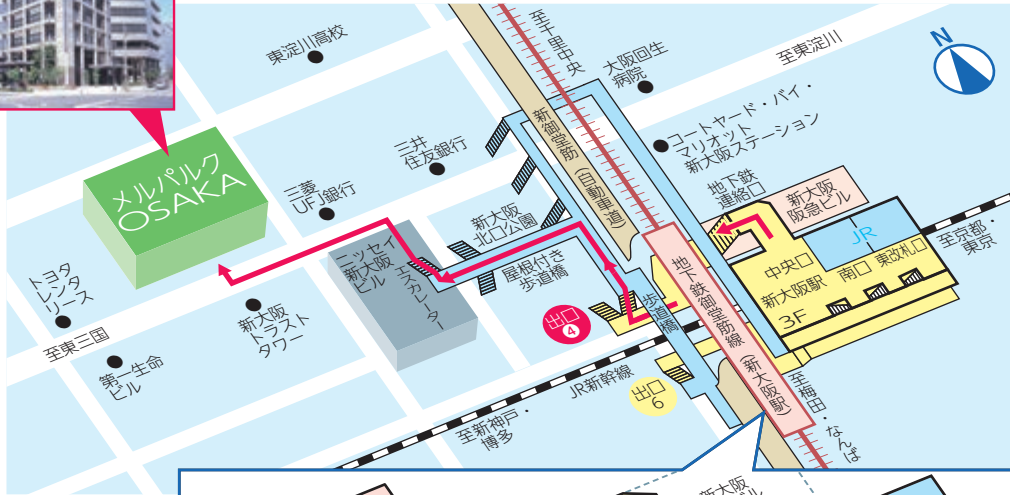 東淀川高校
至千里中央
大阪回生
病院
至東淀川
N
新御堂筋（自動車道）
コートヤード・バイ・
マリオット
新大阪ステーション
三井
住友銀行
三菱
UFJ銀行
メルパルク
OSAKA
新大阪
北口公園
地下鉄
連絡口
新大阪
阪急ビル
JR
至京都・
東京
中央口
南口
東改札口
新大阪駅
3F
ニッセイ
新大阪
ビル
エスカレーター
屋根付き
歩道橋
歩道橋
地下鉄御堂筋線（新大阪駅）
トヨタ
レンタ
リース
至東三国
新大阪
トラスト
タワー
第一生命
ビル
出口
4
出口
6
JR新幹線
至新神戸・
博多
至梅田・なんば
新大阪